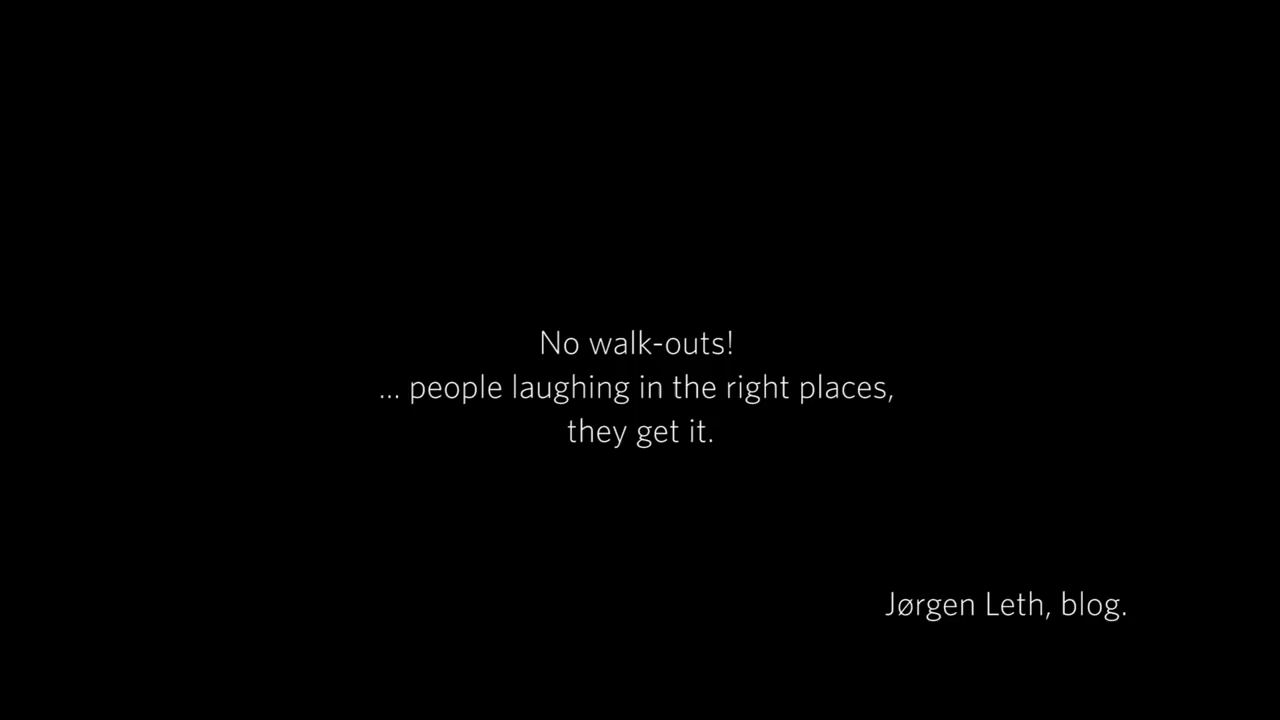 No walk-outs!
... people laughing in the right places,
they get it.
Jørgen Leth, blog.